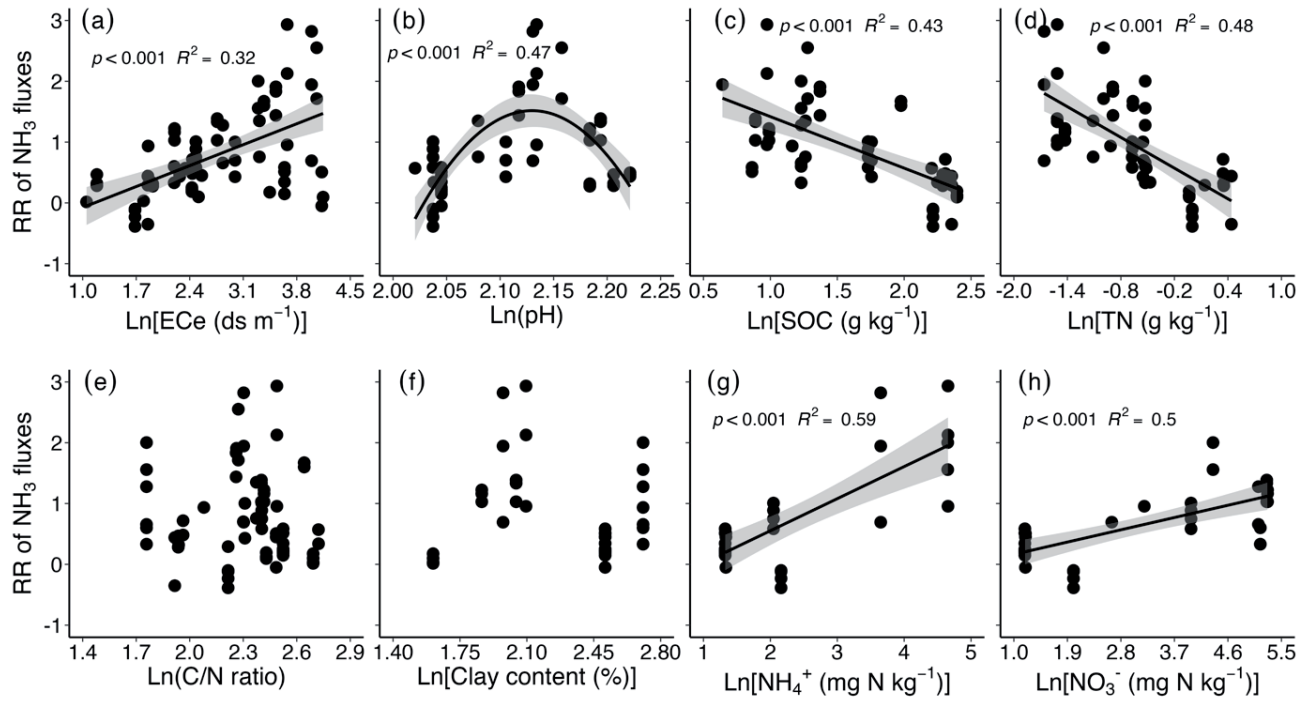 (a) (b) (c) (d)
p < 0.001 R² = 0.32 p < 0.001 R² = 0.47 p < 0.001 R² = 0.43 p < 0.001 R² = 0.48
RR of NH₃ fluxes
3
2
1
0
-1
1.0 1.7 2.4 3.1 3.8 4.5 2.00 2.05 2.10 2.15 2.20 2.25 0.5 1.0 1.5 2.0 2.5 -2.0 -1.4 -0.8 -0.2 0.4 1.0
Ln[ECe (ds m⁻¹)] Ln(pH) Ln[SOC (g kg⁻¹)] Ln[TN (g kg⁻¹)]
(e) (f) (g) (h)
p < 0.001 R² = 0.59 p < 0.001 R² = 0.5
RR of NH₃ fluxes
3
2
1
0
-1
1.4 1.7 2.0 2.3 2.6 2.9 1.40 1.75 2.10 2.45 2.80 1 2 3 4 5 1.0 1.9 2.8 3.7 4.6 5.5
Ln(C/N ratio) Ln[Clay content (%)] Ln[NH₄⁺ (mg N kg⁻¹)] Ln[NO₃⁻ (mg N kg⁻¹)]